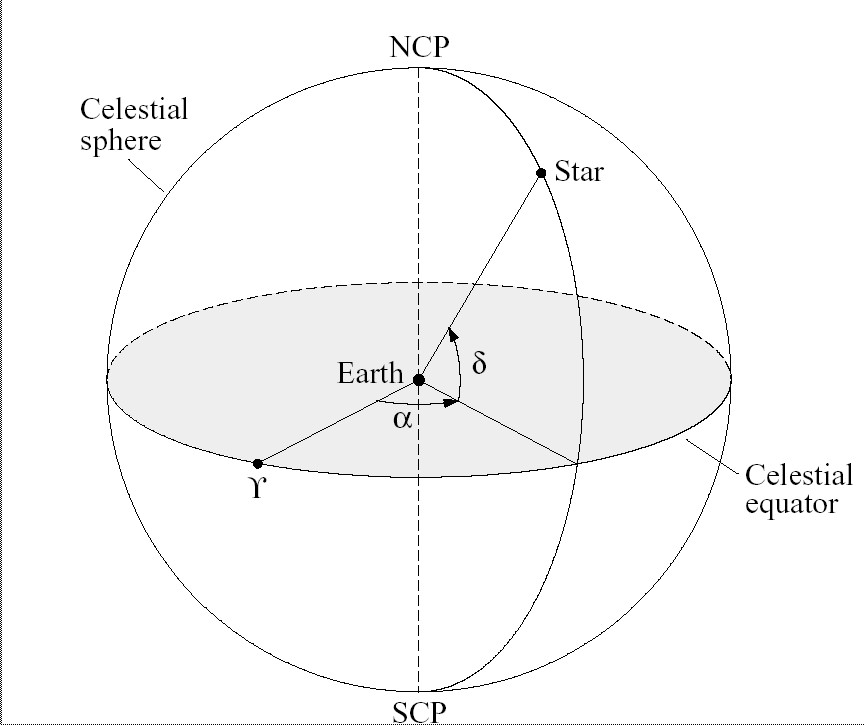 NCP
Celestial
sphere
Star
Earth
δ
α
ϒ
Celestial
equator
SCP